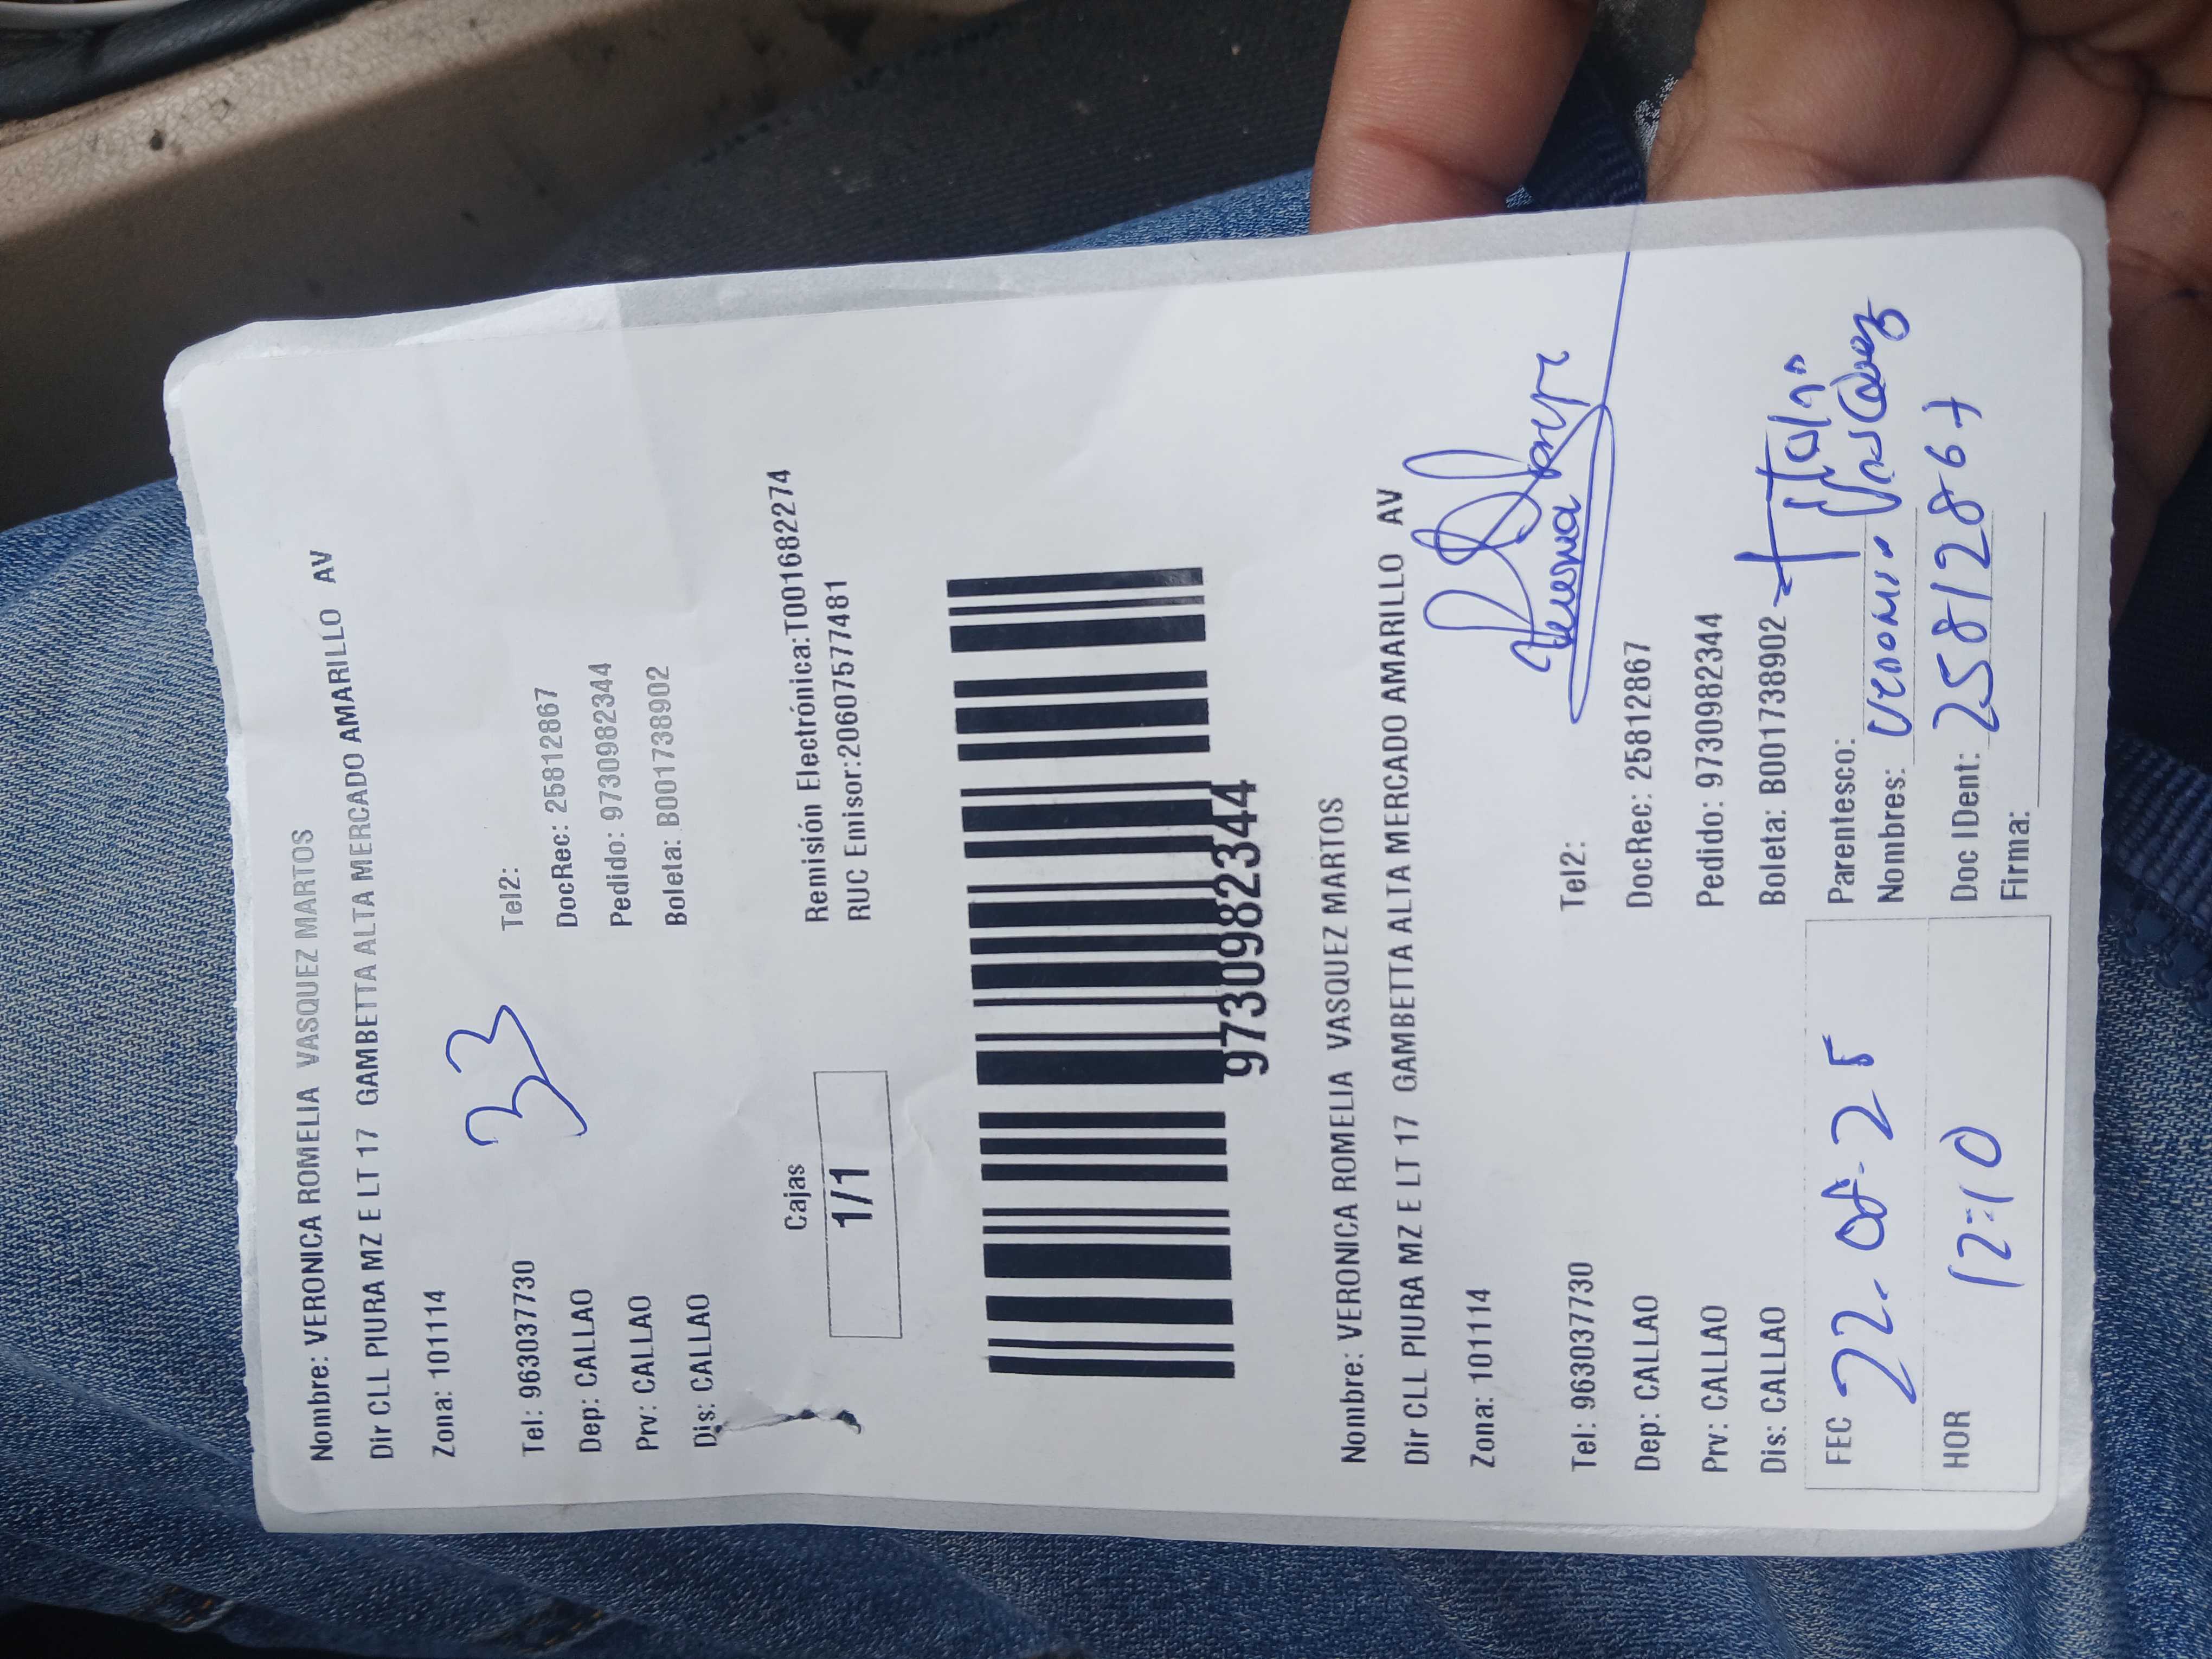 Nombre: VERONICA ROMELIA VASQUEZ MARTOS
Dir CLL PIURA MZ E LT 17 GAMBETTA ALTA MERCADO AMARILLO AV
Zona: 101114
33
Tel: 963037730 Tel2:
Dep: CALLAO DocRec: 25812867
Prv: CALLAO Pedido: 9730982344
Dis: CALLAO Boleta: B001738902
Cajas Remisión Electrónica:T001682274
1/1 RUC Emisor:20607577481
9730982344
Nombre: VERONICA ROMELIA VASQUEZ MARTOS
Dir CLL PIURA MZ E LT 17 GAMBETTA ALTA MERCADO AMARILLO AV
Zona: 101114
Tel: 963037730 Tel2:
Dep: CALLAO DocRec: 25812867
Prv: CALLAO Pedido: 9730982344
Dis: CALLAO Boleta: B001738902
FEC 22.08.25 Parentesco: Titular
Nombres: Veronica Vasquez
HOR 12:10 Doc IDent: 25812867
Firma: